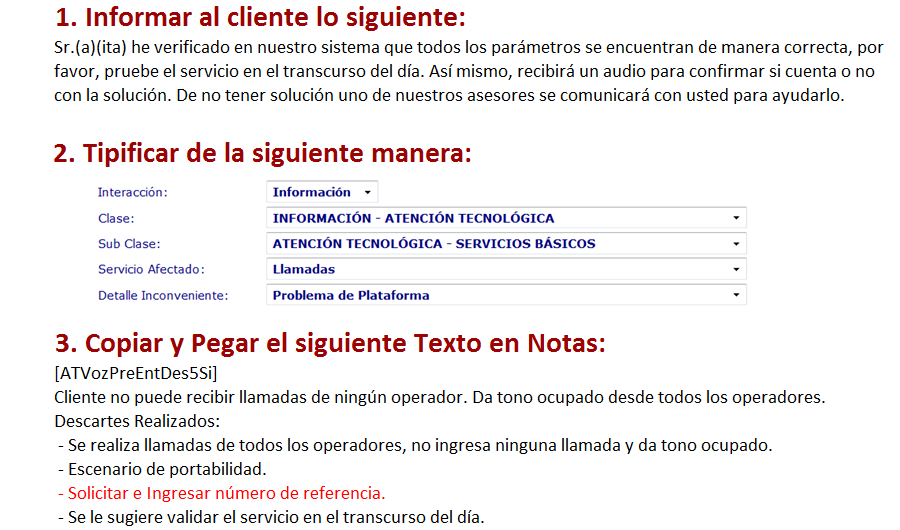 1. Informar al cliente lo siguiente:
Sr.(a)(ita) he verificado en nuestro sistema que todos los parámetros se encuentran de manera correcta, por
favor, pruebe el servicio en el transcurso del día. Así mismo, recibirá un audio para confirmar si cuenta o no
con la solución. De no tener solución uno de nuestros asesores se comunicará con usted para ayudarlo.
2. Tipificar de la siguiente manera:
Interacción: Información
Clase: INFORMACIÓN - ATENCIÓN TECNOLÓGICA
Sub Clase: ATENCIÓN TECNOLÓGICA - SERVICIOS BÁSICOS
Servicio Afectado: Llamadas
Detalle Inconveniente: Problema de Plataforma
3. Copiar y Pegar el siguiente Texto en Notas:
[ATVozPreEntDes5Si]
Cliente no puede recibir llamadas de ningún operador. Da tono ocupado desde todos los operadores.
Descartes Realizados:
- Se realiza llamadas de todos los operadores, no ingresa ninguna llamada y da tono ocupado.
- Escenario de portabilidad.
- Solicitar e Ingresar número de referencia.
- Se le sugiere validar el servicio en el transcurso del día.